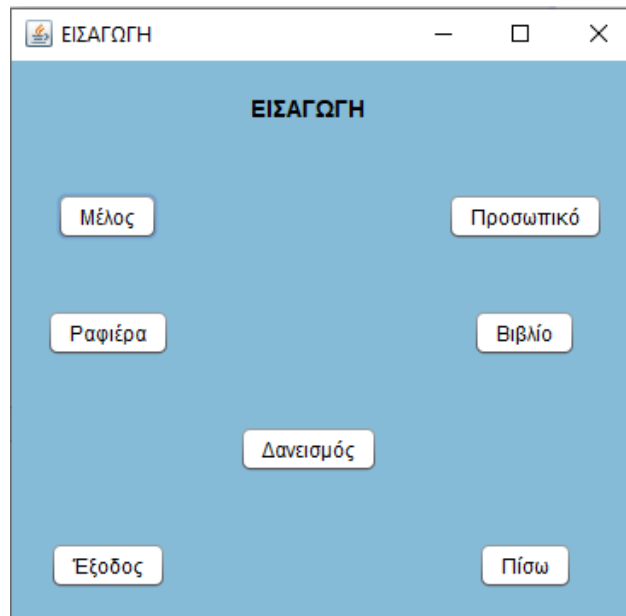 ΕΙΣΑΓΩΓΗ
ΕΙΣΑΓΩΓΗ
Μέλος
Προσωπικό
Ραφιέρα
Βιβλίο
Δανεισμός
Έξοδος
Πίσω